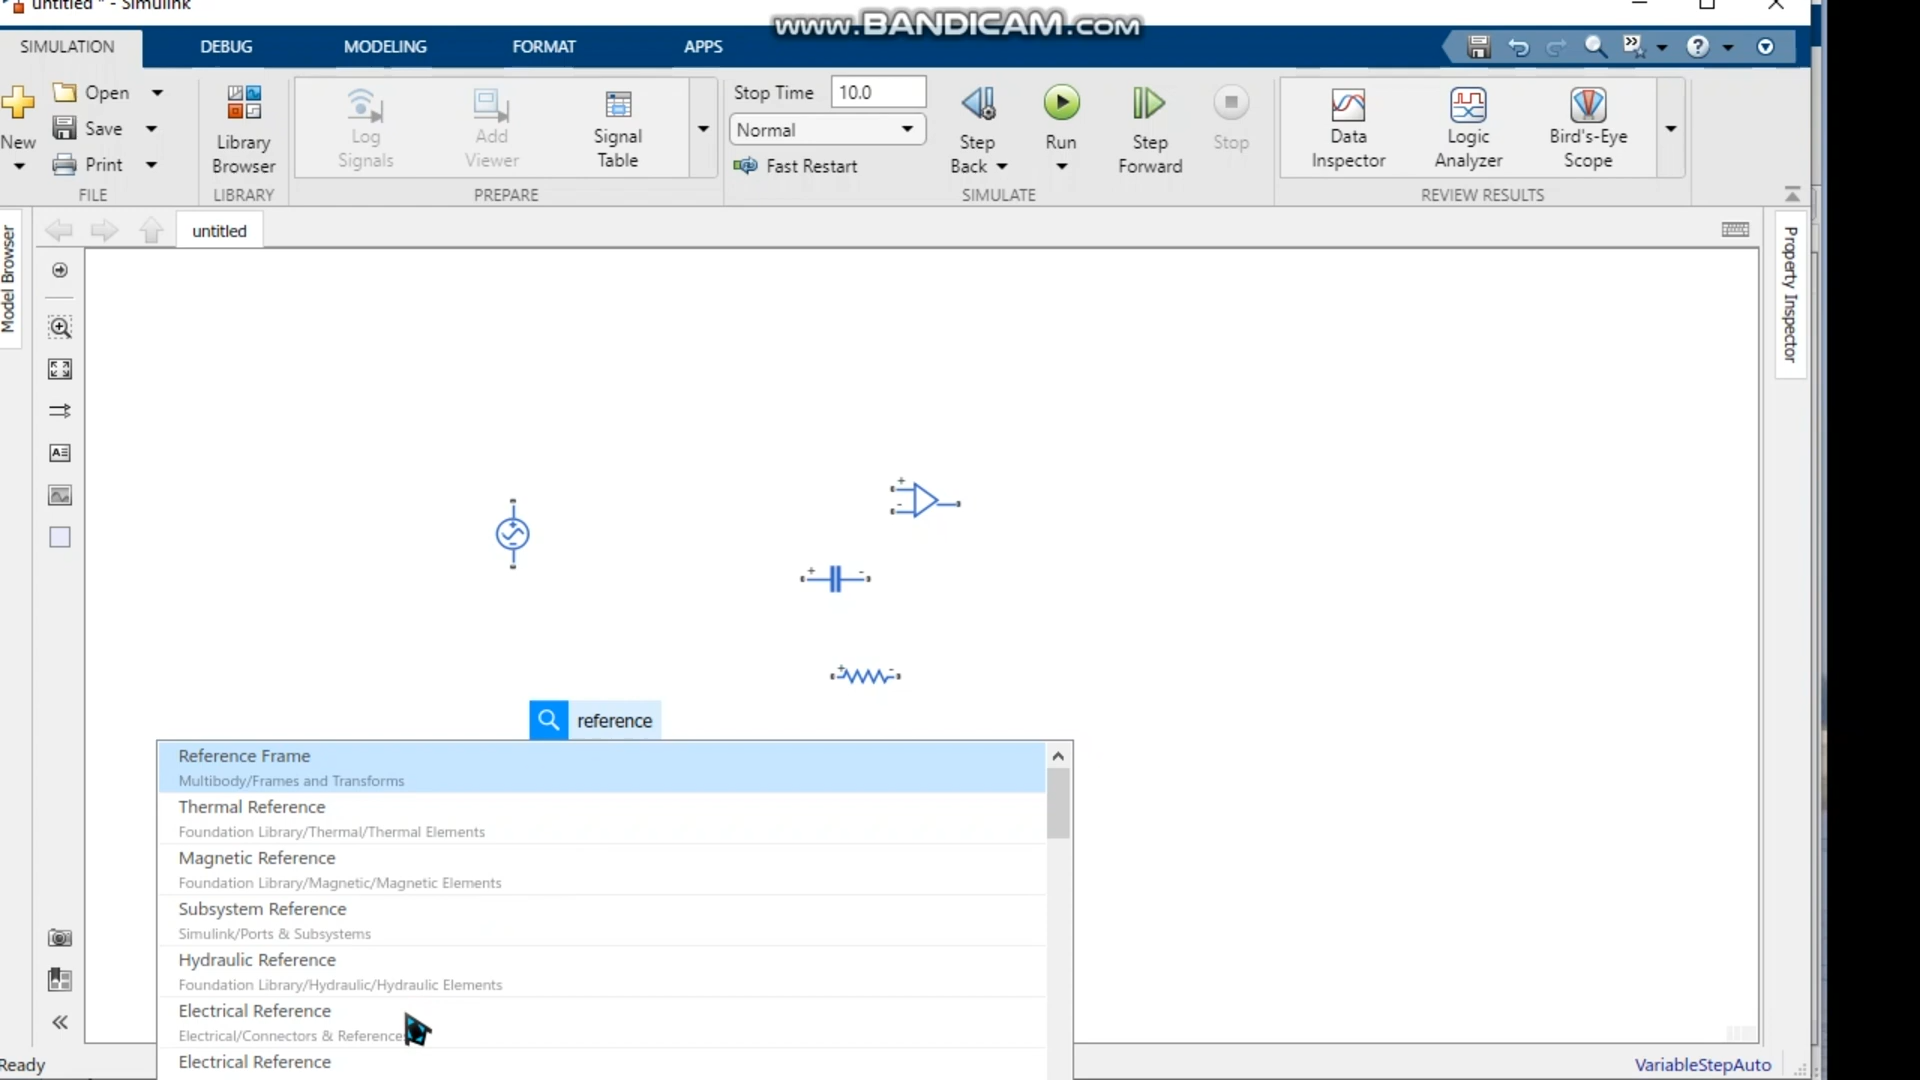 untitled * - Simulink
www.BANDICAM.com
SIMULATION
DEBUG
MODELING
FORMAT
APPS
New
Open
Save
Print
FILE
Library
Browser
LIBRARY
Log
Signals
Add
Viewer
Signal
Table
PREPARE
Stop Time
10.0
Normal
Fast Restart
Step
Back
Run
Step
Forward
Stop
SIMULATE
Data
Inspector
Logic
Analyzer
Bird's-Eye
Scope
REVIEW RESULTS
Model Browser
untitled
Property Inspector
reference
Reference Frame
Multibody/Frames and Transforms
Thermal Reference
Foundation Library/Thermal/Thermal Elements
Magnetic Reference
Foundation Library/Magnetic/Magnetic Elements
Subsystem Reference
Simulink/Ports & Subsystems
Hydraulic Reference
Foundation Library/Hydraulic/Hydraulic Elements
Electrical Reference
Electrical/Connectors & References
Electrical Reference
Ready
VariableStepAuto